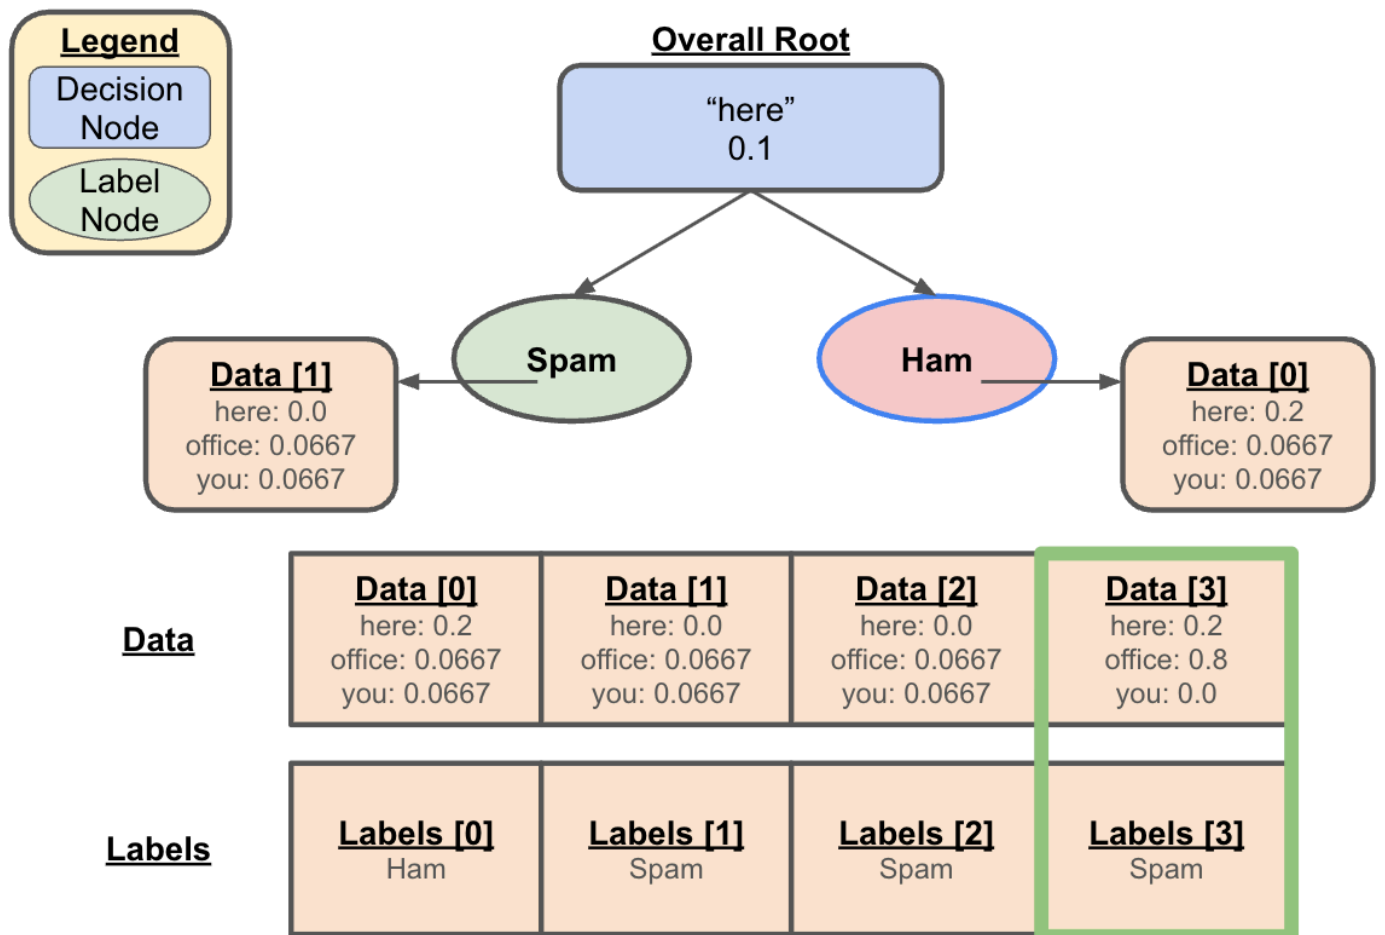 Legend
Decision
Node
Label
Node
Overall Root
“here”
0.1
Spam
Ham
Data [1]
here: 0.0
office: 0.0667
you: 0.0667
Data [0]
here: 0.2
office: 0.0667
you: 0.0667
Data
Data [0]
here: 0.2
office: 0.0667
you: 0.0667
Data [1]
here: 0.0
office: 0.0667
you: 0.0667
Data [2]
here: 0.0
office: 0.0667
you: 0.0667
Data [3]
here: 0.2
office: 0.8
you: 0.0
Labels
Labels [0]
Ham
Labels [1]
Spam
Labels [2]
Spam
Labels [3]
Spam